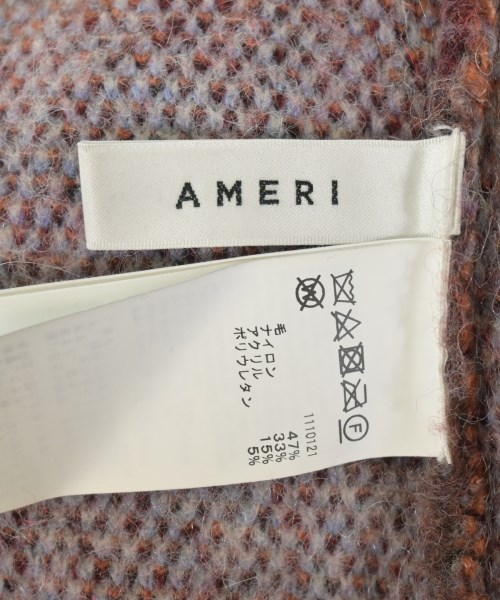 AMERI
1110121
毛 47%
ナイロン 33%
アクリル 15%
ポリウレタン 5%
F
W